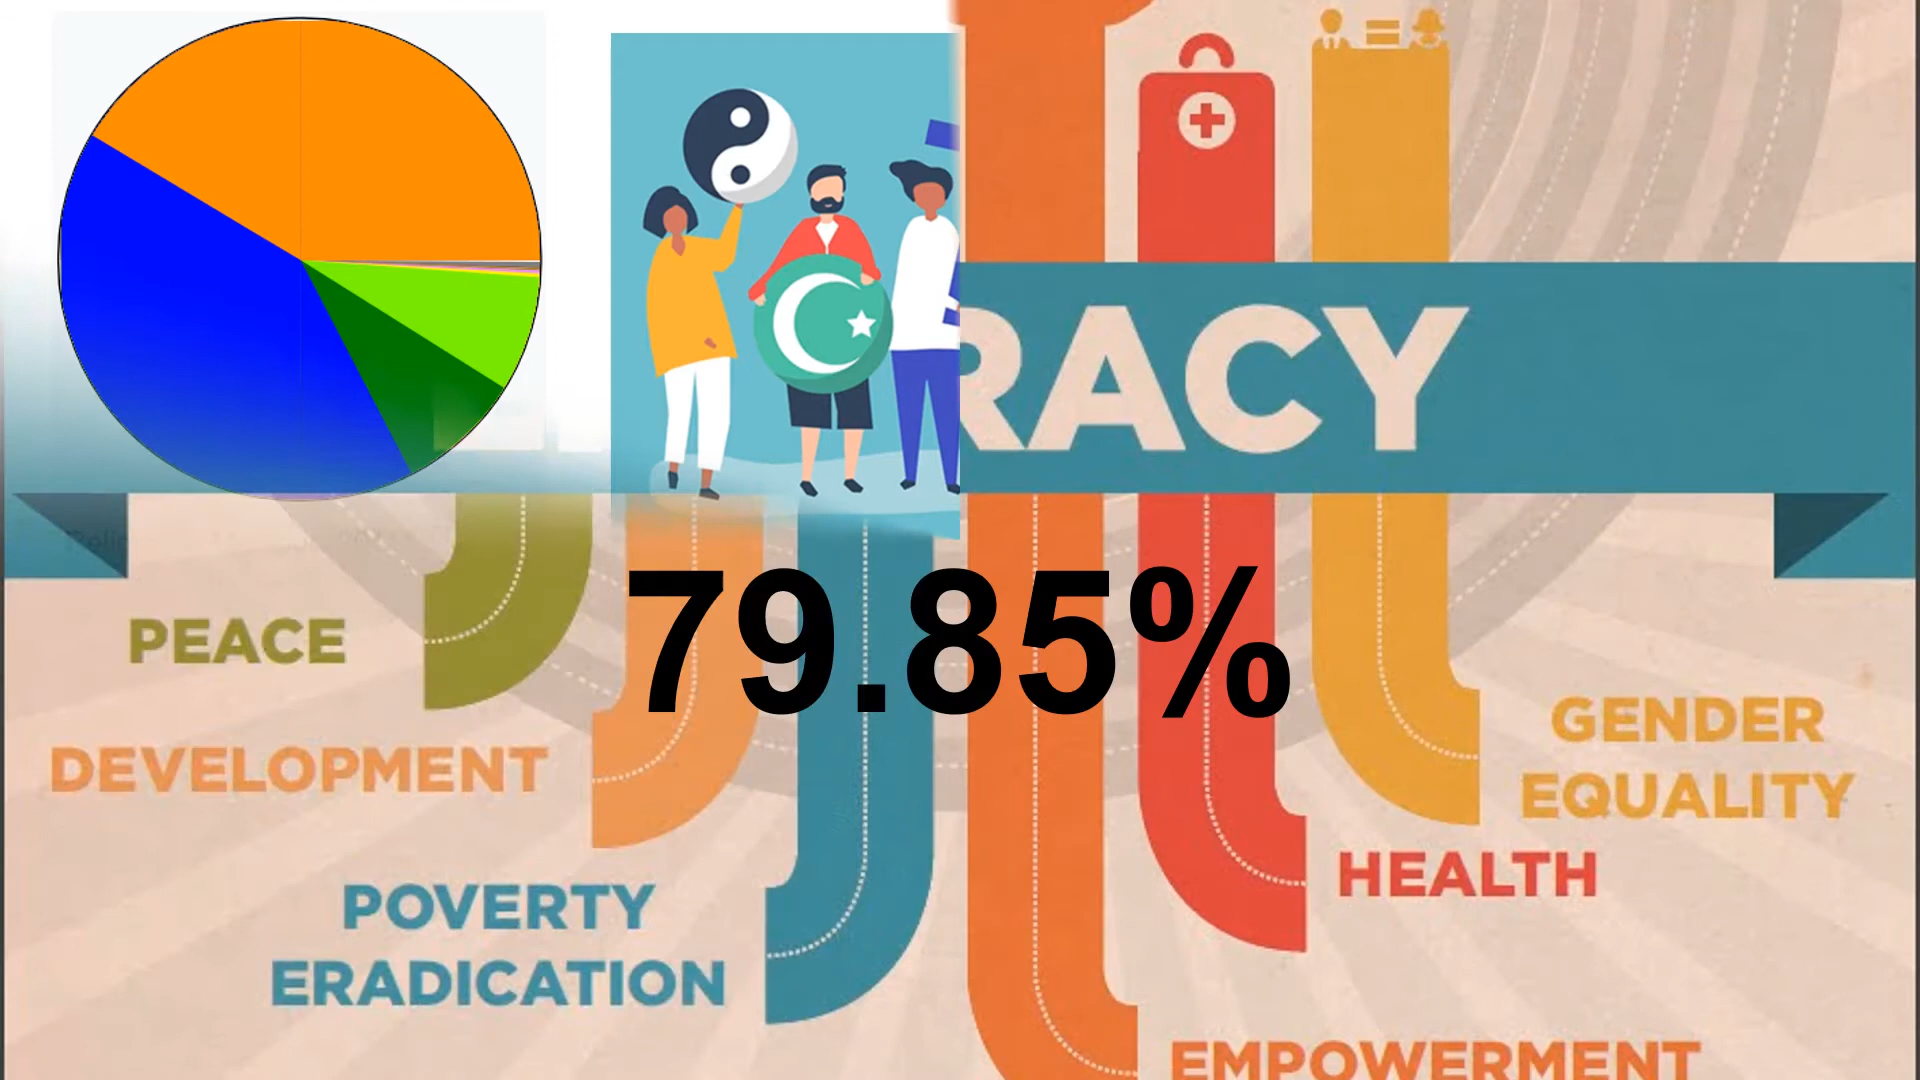 RACY
79.85%
PEACE
DEVELOPMENT
POVERTY
ERADICATION
GENDER
EQUALITY
HEALTH
EMPOWERMENT